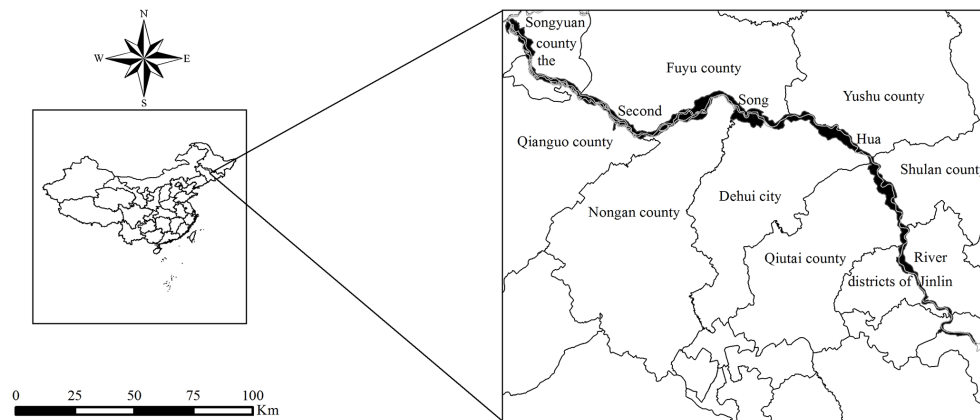 N
W E
S
0 25 50 75 100
Km
Songyuan
county
the
Fuyu county
Second
Song
Yushu county
Qianguo county
Hua
Shulan count
Nongan county
Dehui city
Qiutai county
River
districts of Jinlin